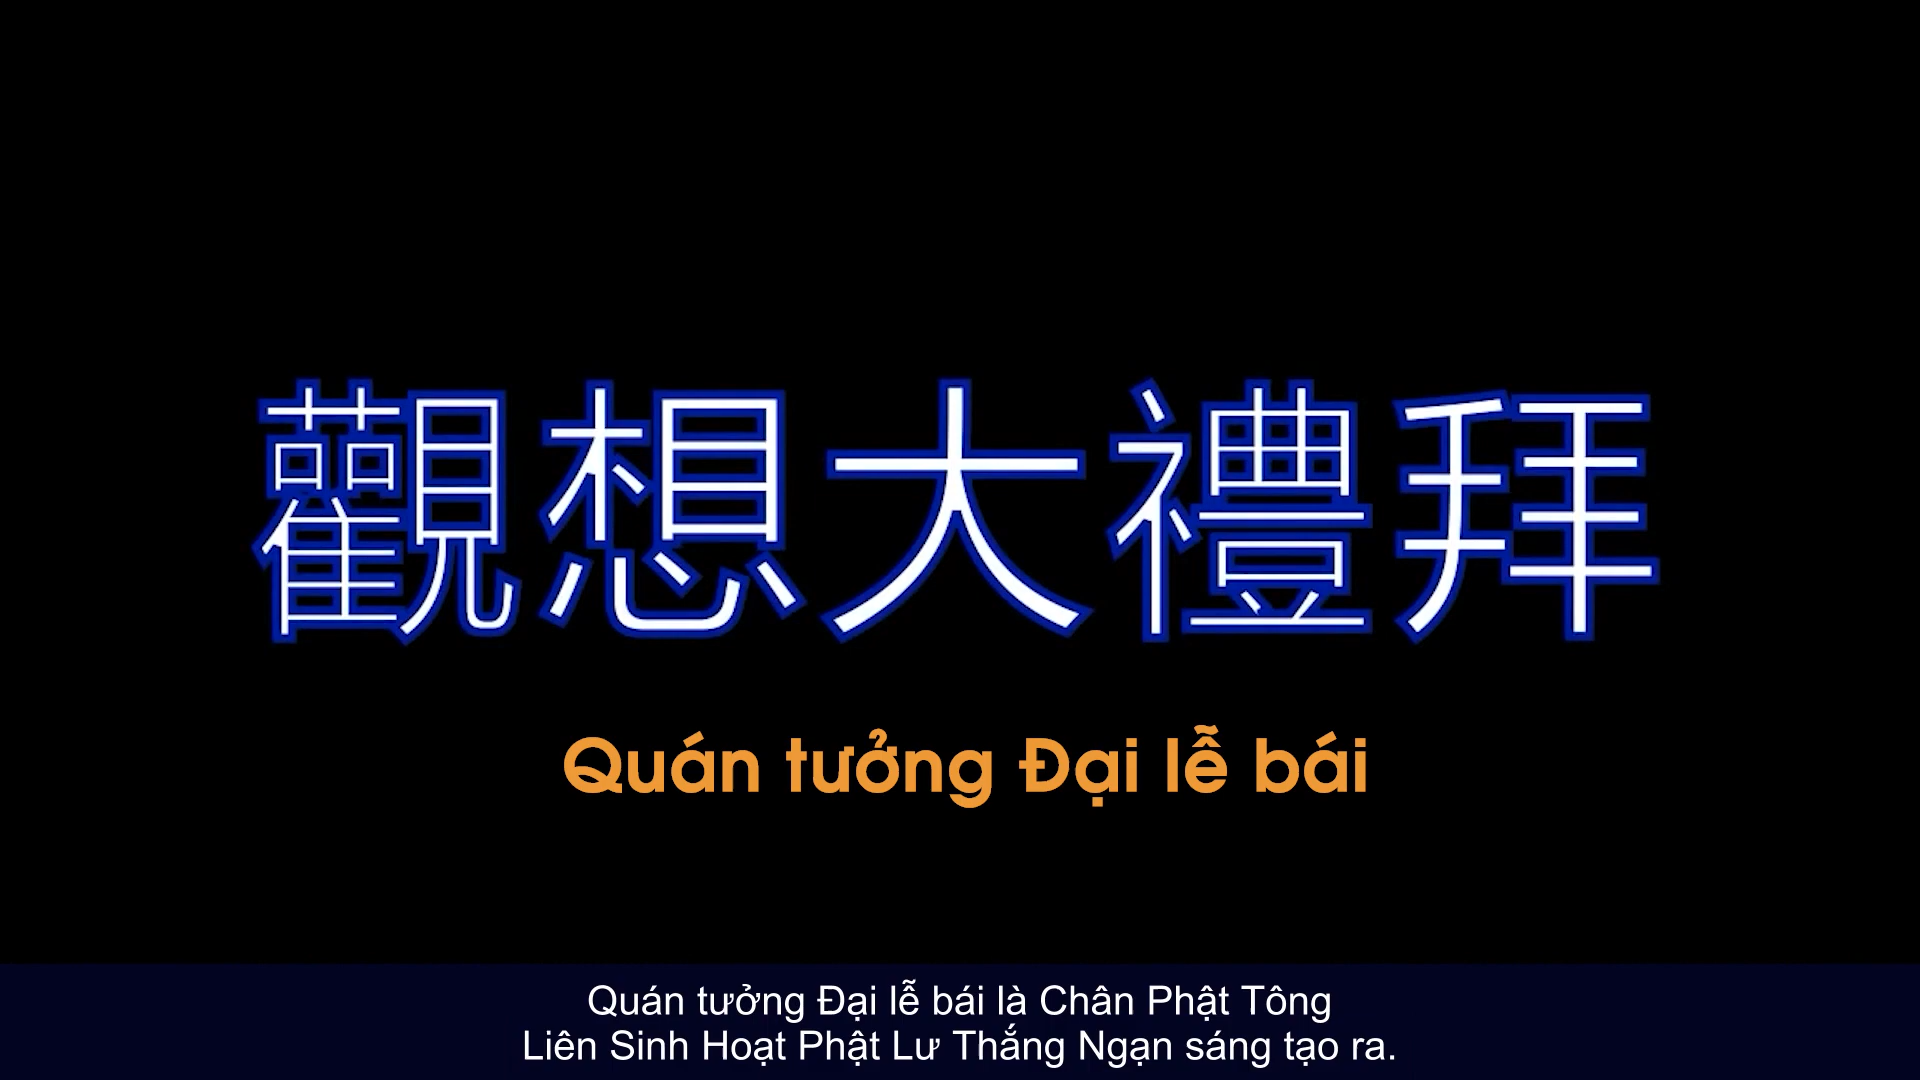 觀想大禮拜
Quán tưởng Đại lễ bái
Quán tưởng Đại lễ bái là Chân Phật Tông
Liên Sinh Hoạt Phật Lư Thắng Ngạn sáng tạo ra.